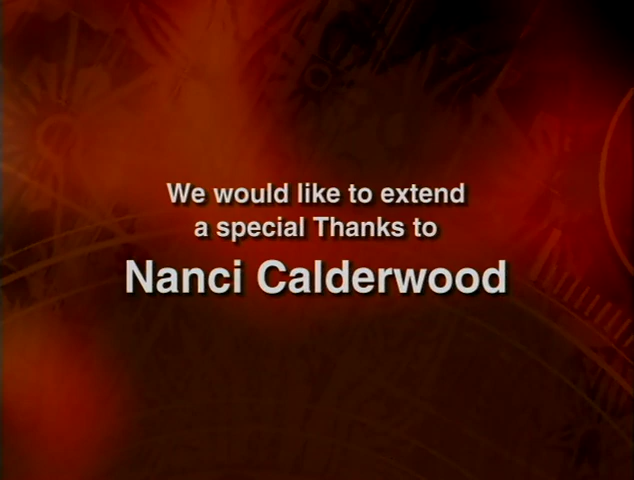 We would like to extend
a special Thanks to
Nanci Calderwood